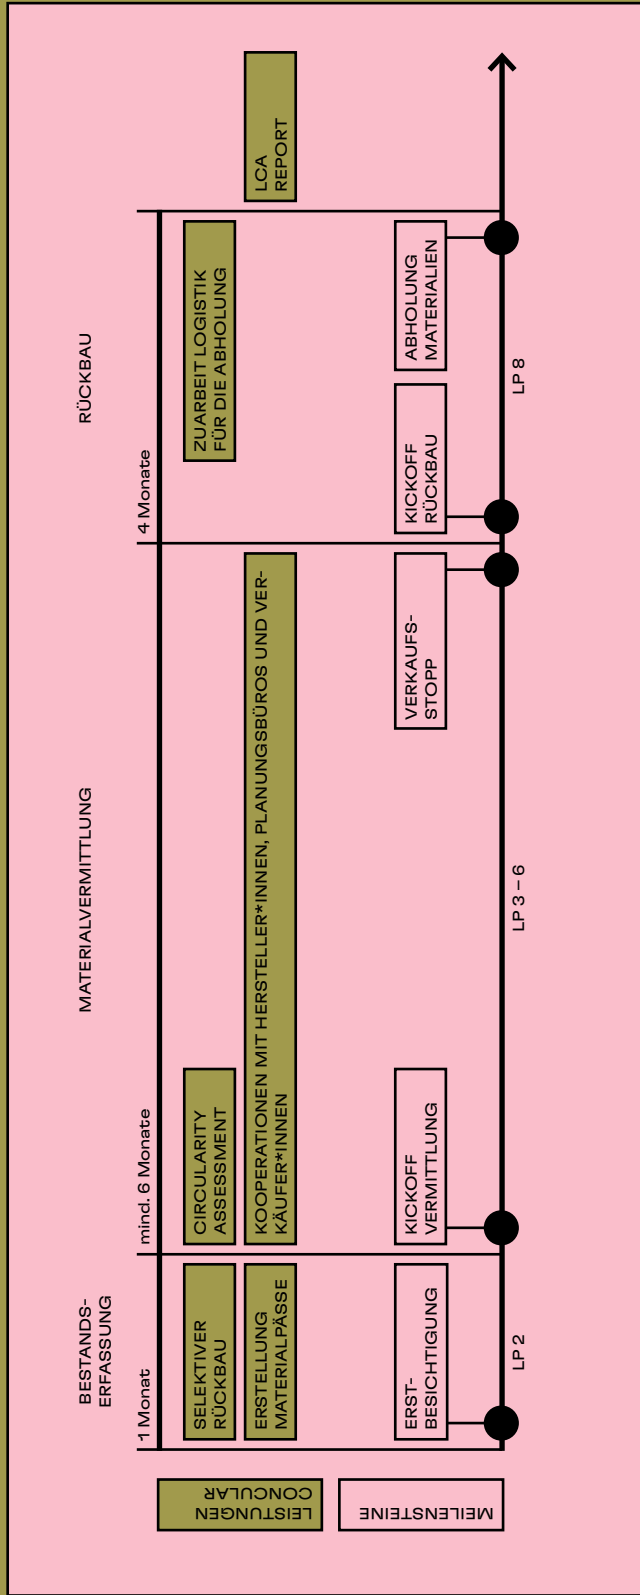 BESTANDS-
ERFASSUNG
MATERIALVERMITTLUNG
RÜCKBAU
1 Monat
mind. 6 Monate
4 Monate
LEISTUNGEN
CONCULAR
SELEKTIVER
RÜCKBAU
CIRCULARITY
ASSESSMENT
ZUARBEIT LOGISTIK
FÜR DIE ABHOLUNG
ERSTELLUNG
MATERIALPÄSSE
KOOPERATIONEN MIT HERSTELLER*INNEN, PLANUNGSBÜROS UND VER-
KÄUFER*INNEN
LCA
REPORT
MEILENSTEINE
ERST-
BESICHTIGUNG
KICKOFF
VERMITTLUNG
VERKAUFS-
STOPP
KICKOFF
RÜCKBAU
ABHOLUNG
MATERIALIEN
LP 2
LP 3 – 6
LP 8